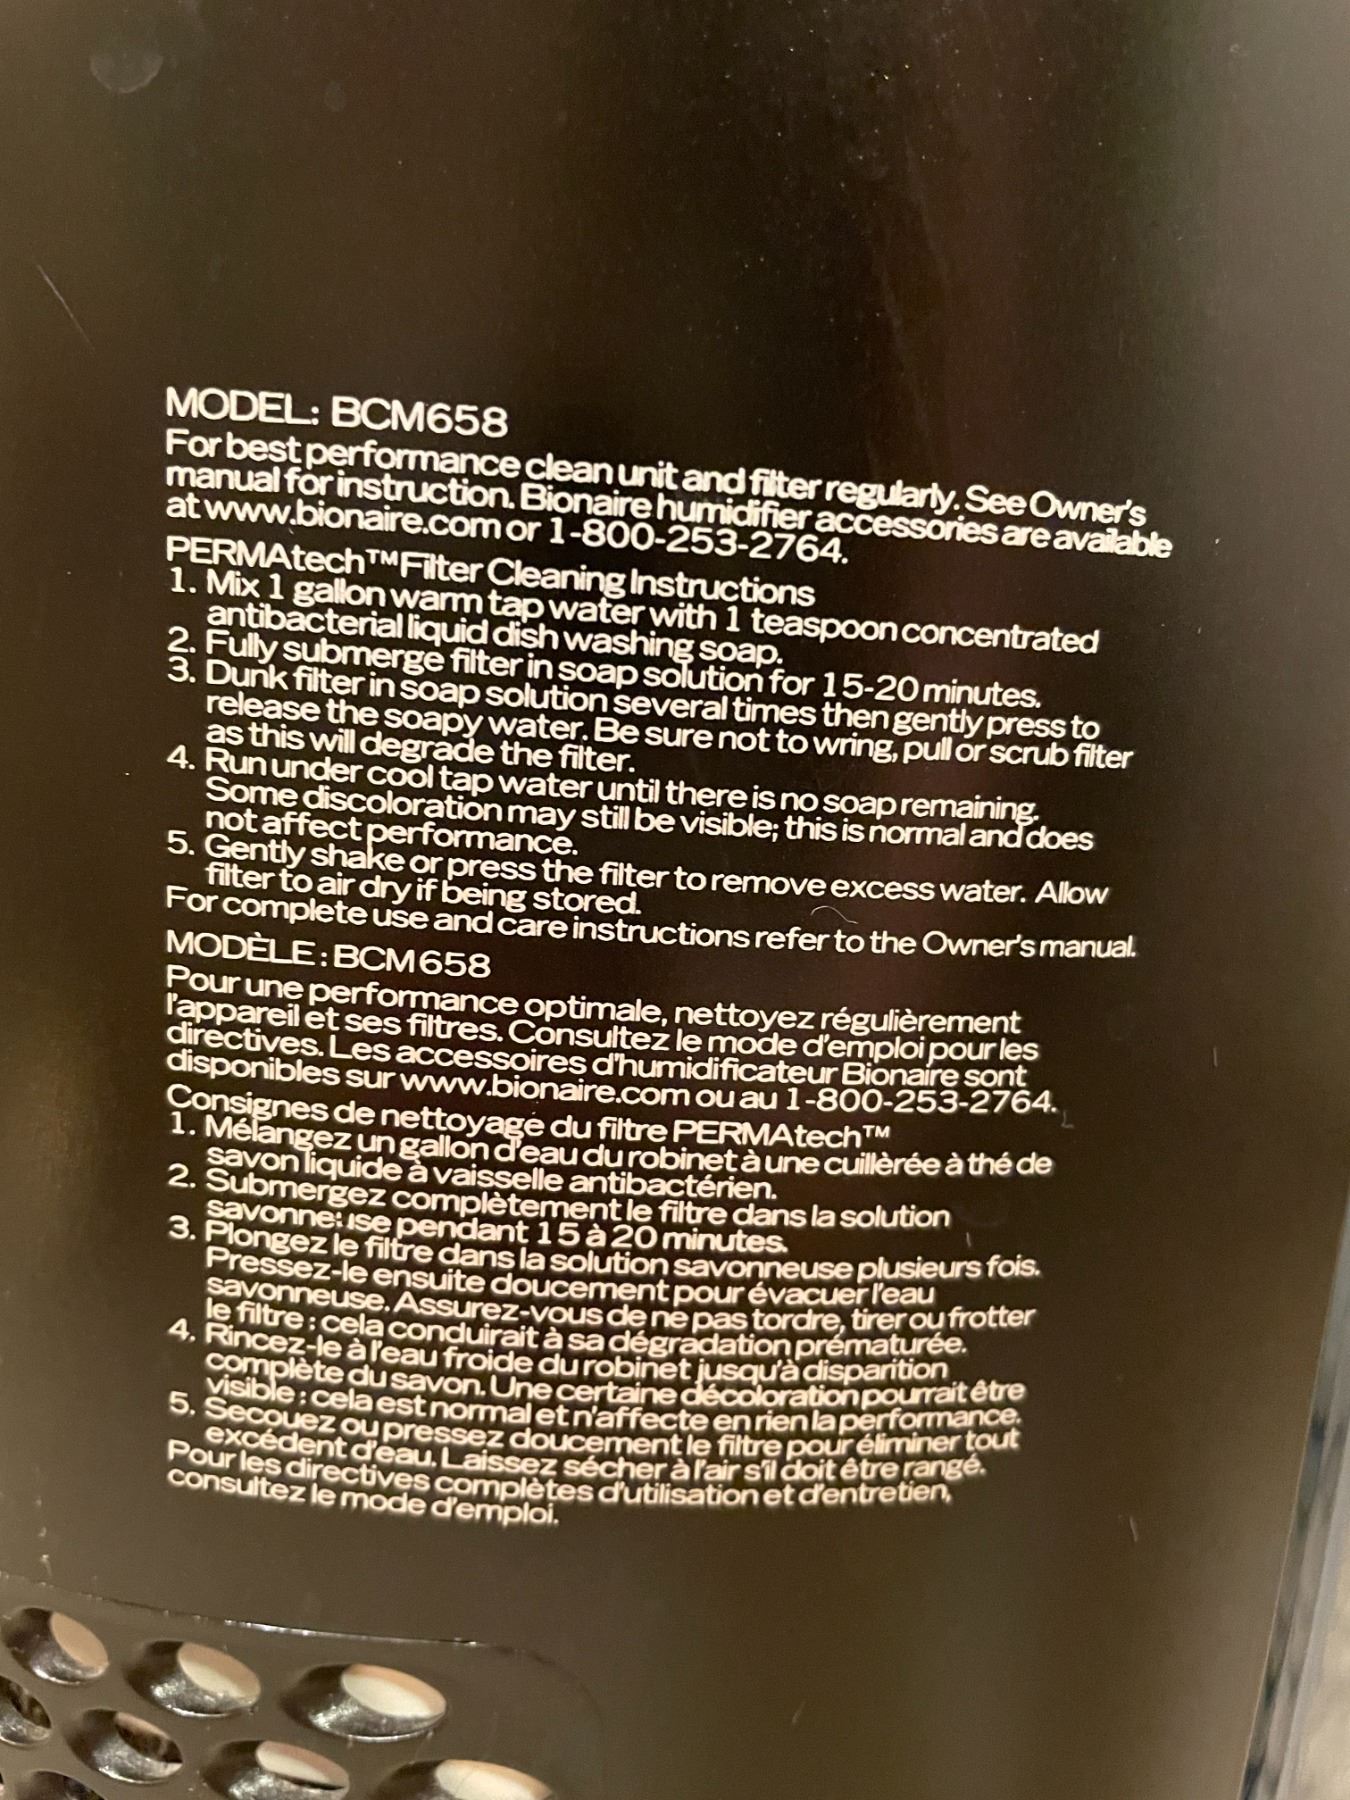 MODEL: BCM658
For best performance clean unit and filter regularly. See Owner's
manual for instruction. Bionaire humidifier accessories are available
at www.bionaire.com or 1-800-253-2764.
PERMAtech™ Filter Cleaning Instructions
1. Mix 1 gallon warm tap water with 1 teaspoon concentrated
antibacterial liquid dish washing soap.
2. Fully submerge filter in soap solution for 15-20 minutes.
3. Dunk filter in soap solution several times then gently press to
release the soapy water. Be sure not to wring, pull or scrub filter
as this will degrade the filter.
4. Run under cool tap water until there is no soap remaining.
Some discoloration may still be visible; this is normal and does
not affect performance.
5. Gently shake or press the filter to remove excess water. Allow
filter to air dry if being stored.
For complete use and care instructions refer to the Owner's manual.
MODÈLE : BCM658
Pour une performance optimale, nettoyez régulièrement
l'appareil et ses filtres. Consultez le mode d'emploi pour les
directives. Les accessoires d'humidificateur Bionaire sont
disponibles sur www.bionaire.com ou au 1-800-253-2764.
Consignes de nettoyage du filtre PERMAtech™
1. Mélangez un gallon d'eau du robinet à une cuillèrée à thé de
savon liquide à vaisselle antibactérien.
2. Submergez complètement le filtre dans la solution
savonneuse pendant 15 à 20 minutes.
3. Plongez le filtre dans la solution savonneuse plusieurs fois.
Pressez-le ensuite doucement pour évacuer l'eau
savonneuse. Assurez-vous de ne pas tordre, tirer ou frotter
le filtre : cela conduirait à sa dégradation prématurée.
4. Rincez-le à l'eau froide du robinet jusqu'à disparition
complète du savon. Une certaine décoloration pourrait être
visible : cela est normal et n'affecte en rien la performance.
5. Secouez ou pressez doucement le filtre pour éliminer tout
excédent d'eau. Laissez sécher à l'air s'il doit être rangé.
Pour les directives complètes d'utilisation et d'entretien,
consultez le mode d'emploi.